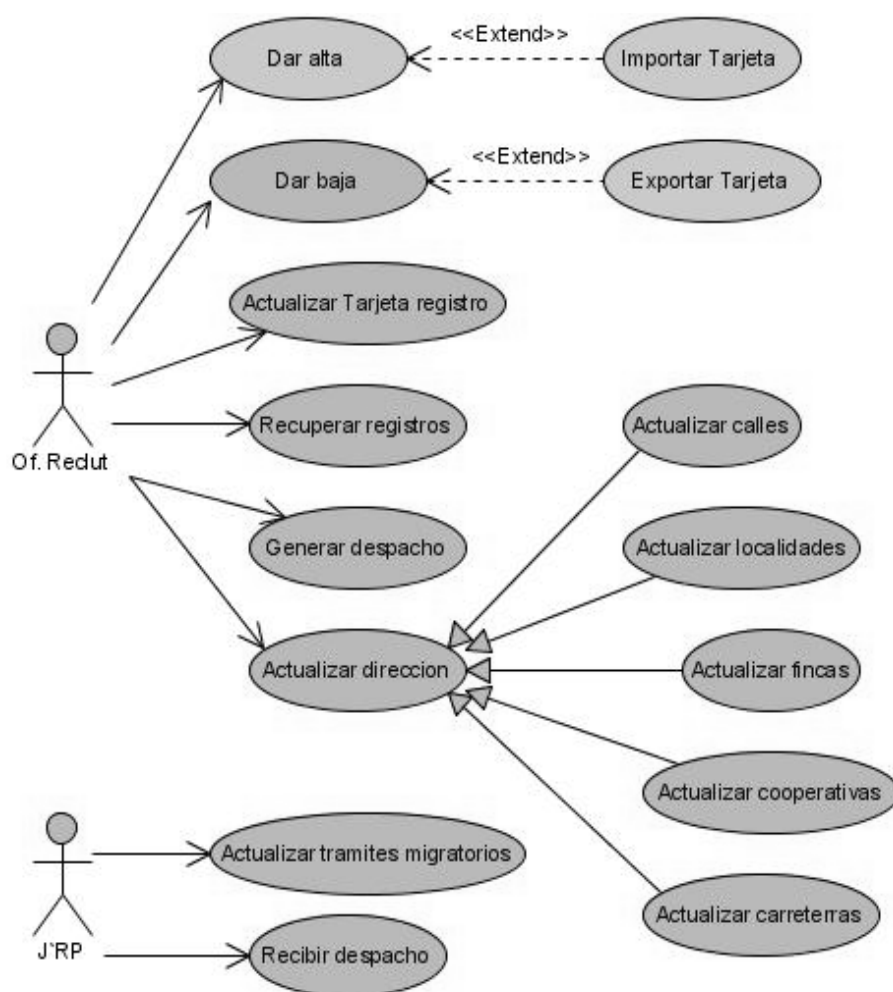 Dar alta
<<Extend>>
Importar Tarjeta
Dar baja
<<Extend>>
Exportar Tarjeta
Actualizar Tarjeta registro
Recuperar registros
Actualizar calles
Of. Reclut
Generar despacho
Actualizar localidades
Actualizar direccion
Actualizar fincas
Actualizar cooperativas
Actualizar tramites migratorios
Actualizar carreterras
J`RP
Recibir despacho